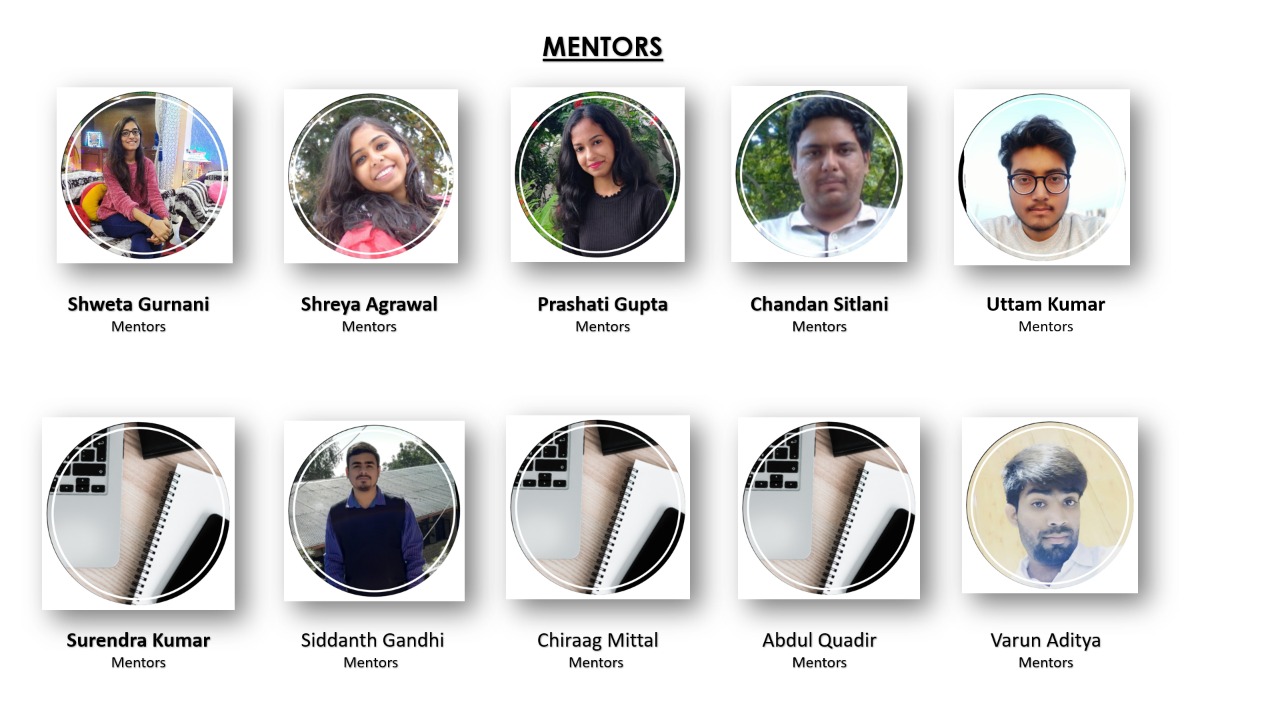 MENTORS
Shweta Gurnani
Mentors
Shreya Agrawal
Mentors
Prashati Gupta
Mentors
Chandan Sitlani
Mentors
Uttam Kumar
Mentors
Surendra Kumar
Mentors
Siddanth Gandhi
Mentors
Chiraag Mittal
Mentors
Abdul Quadir
Mentors
Varun Aditya
Mentors